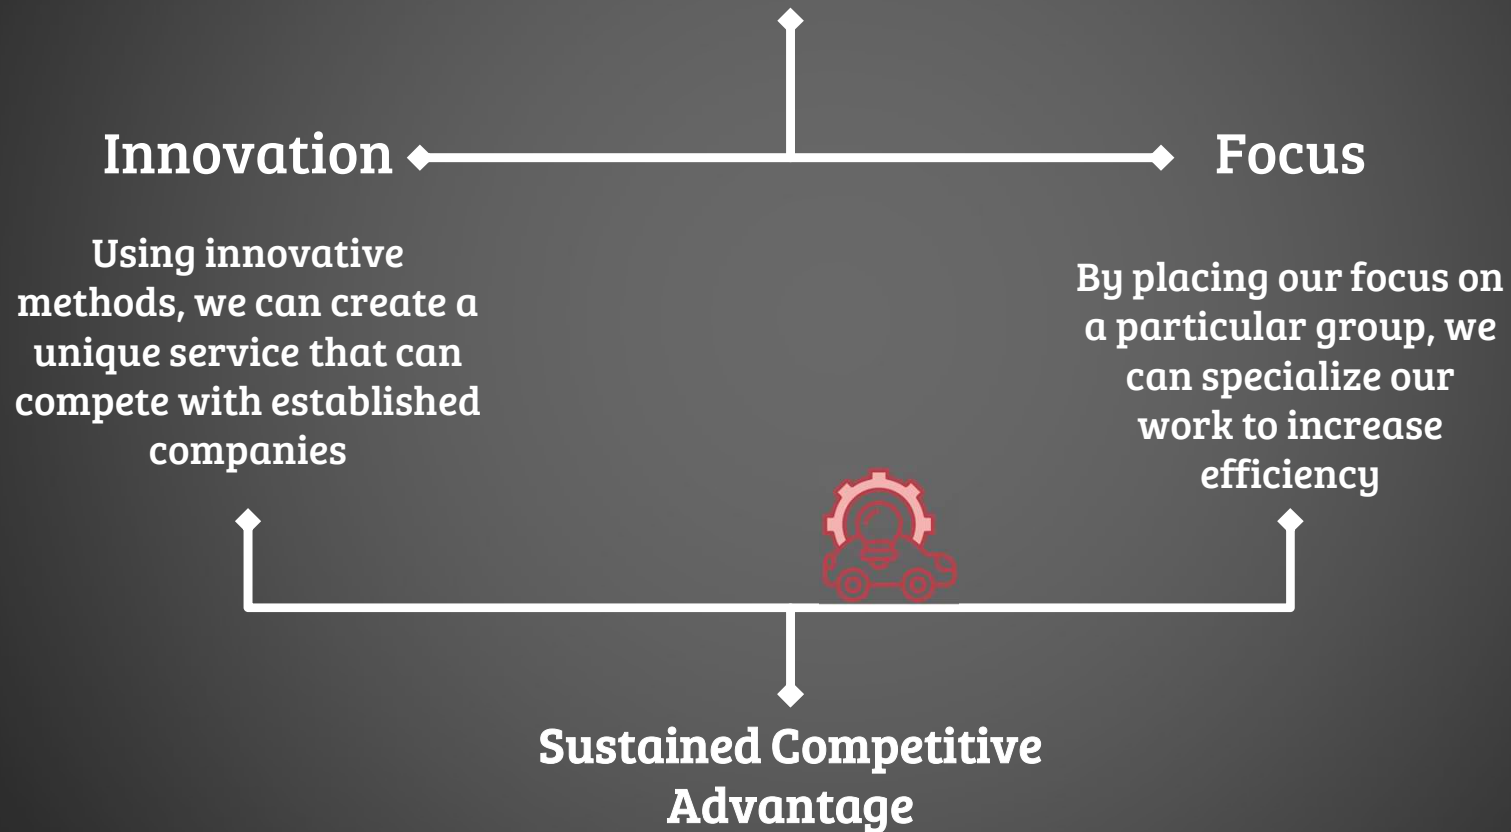 Innovation
Using innovative
methods, we can create a
unique service that can
compete with established
companies
Focus
By placing our focus on
a particular group, we
can specialize our
work to increase
efficiency
Sustained Competitive
Advantage